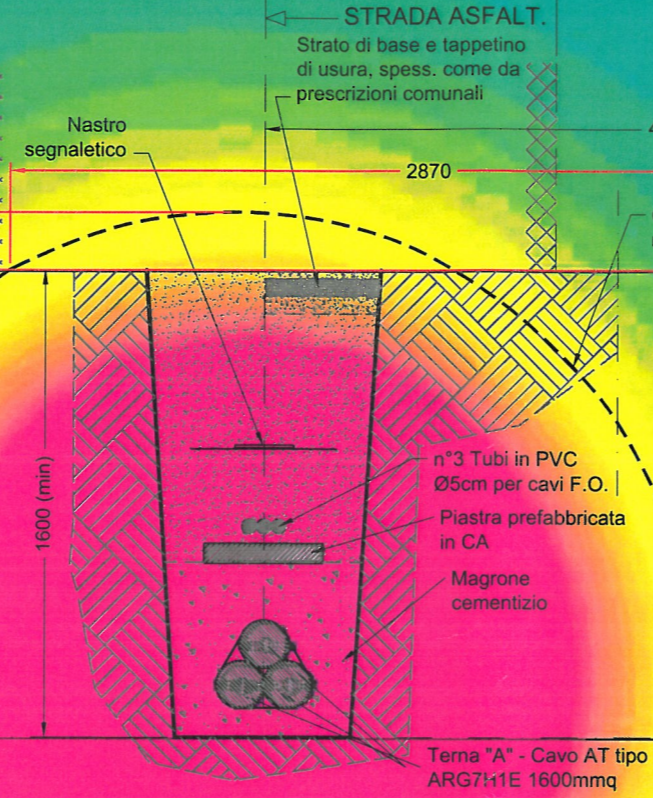 STRADA ASFALT.
Strato di base e tappetino
di usura, spess. come da
prescrizioni comunali
Nastro
segnaletico
2870
1600 (min)
n°3 Tubi in PVC
Ø5cm per cavi F.O.
Piastra prefabbricata
in CA
Magrone
cementizio
Terna "A" - Cavo AT tipo
ARG7H1E 1600mmq